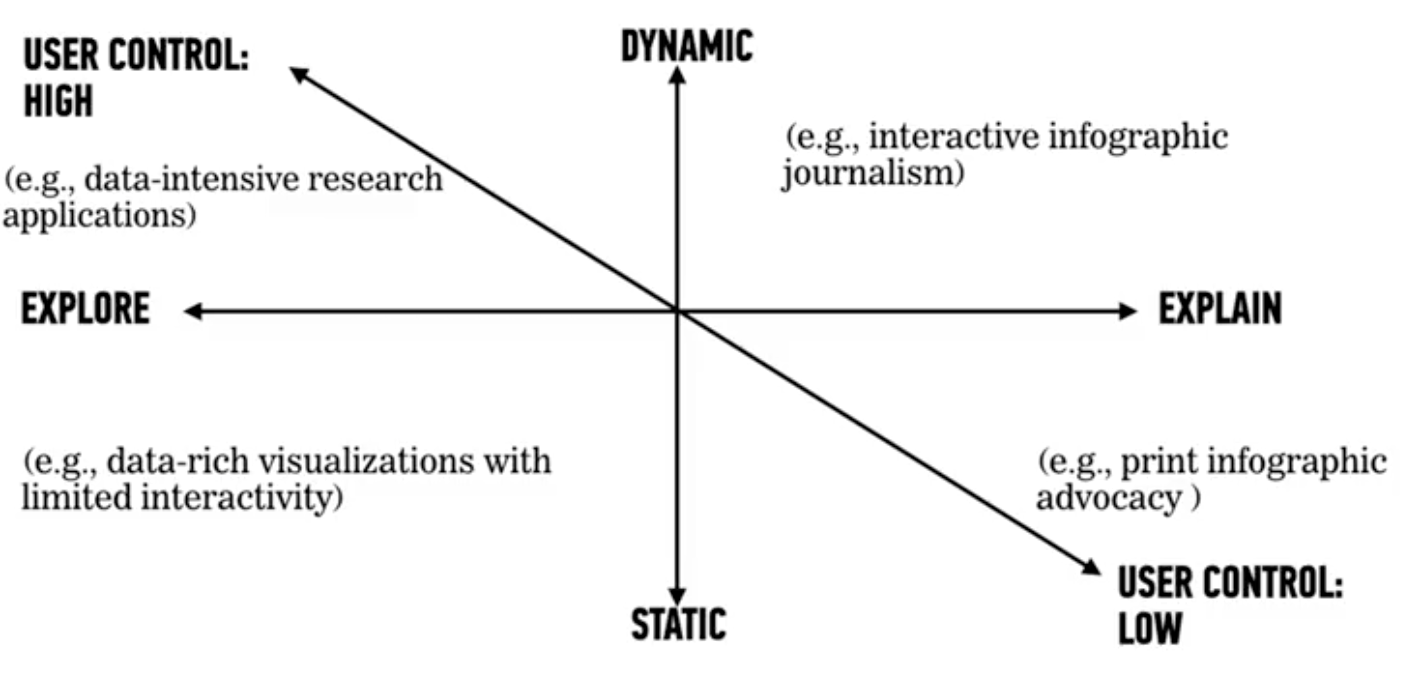 USER CONTROL:
HIGH
DYNAMIC
(e.g., interactive infographic
journalism)
(e.g., data-intensive research
applications)
EXPLORE
EXPLAIN
(e.g., data-rich visualizations with
limited interactivity)
(e.g., print infographic
advocacy )
USER CONTROL:
LOW
STATIC